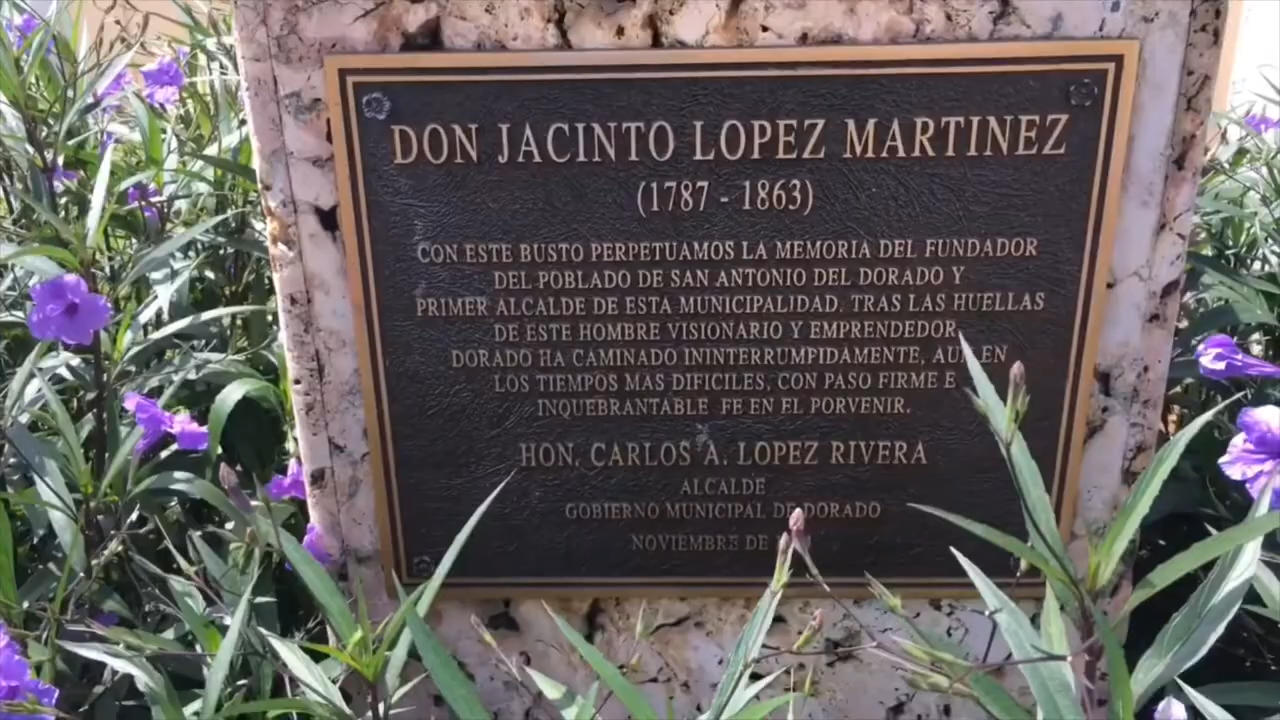 DON JACINTO LOPEZ MARTINEZ
(1787 - 1863)
CON ESTE BUSTO PERPETUAMOS LA MEMORIA DEL FUNDADOR
DEL POBLADO DE SAN ANTONIO DEL DORADO Y
PRIMER ALCALDE DE ESTA MUNICIPALIDAD. TRAS LAS HUELLAS
DE ESTE HOMBRE VISIONARIO Y EMPRENDEDOR,
DORADO HA CAMINADO ININTERRUMPIDAMENTE, AUN EN
LOS TIEMPOS MAS DIFICILES, CON PASO FIRME E
INQUEBRANTABLE FE EN EL PORVENIR.
HON. CARLOS A. LOPEZ RIVERA
ALCALDE
GOBIERNO MUNICIPAL DE DORADO
NOVIEMBRE DE